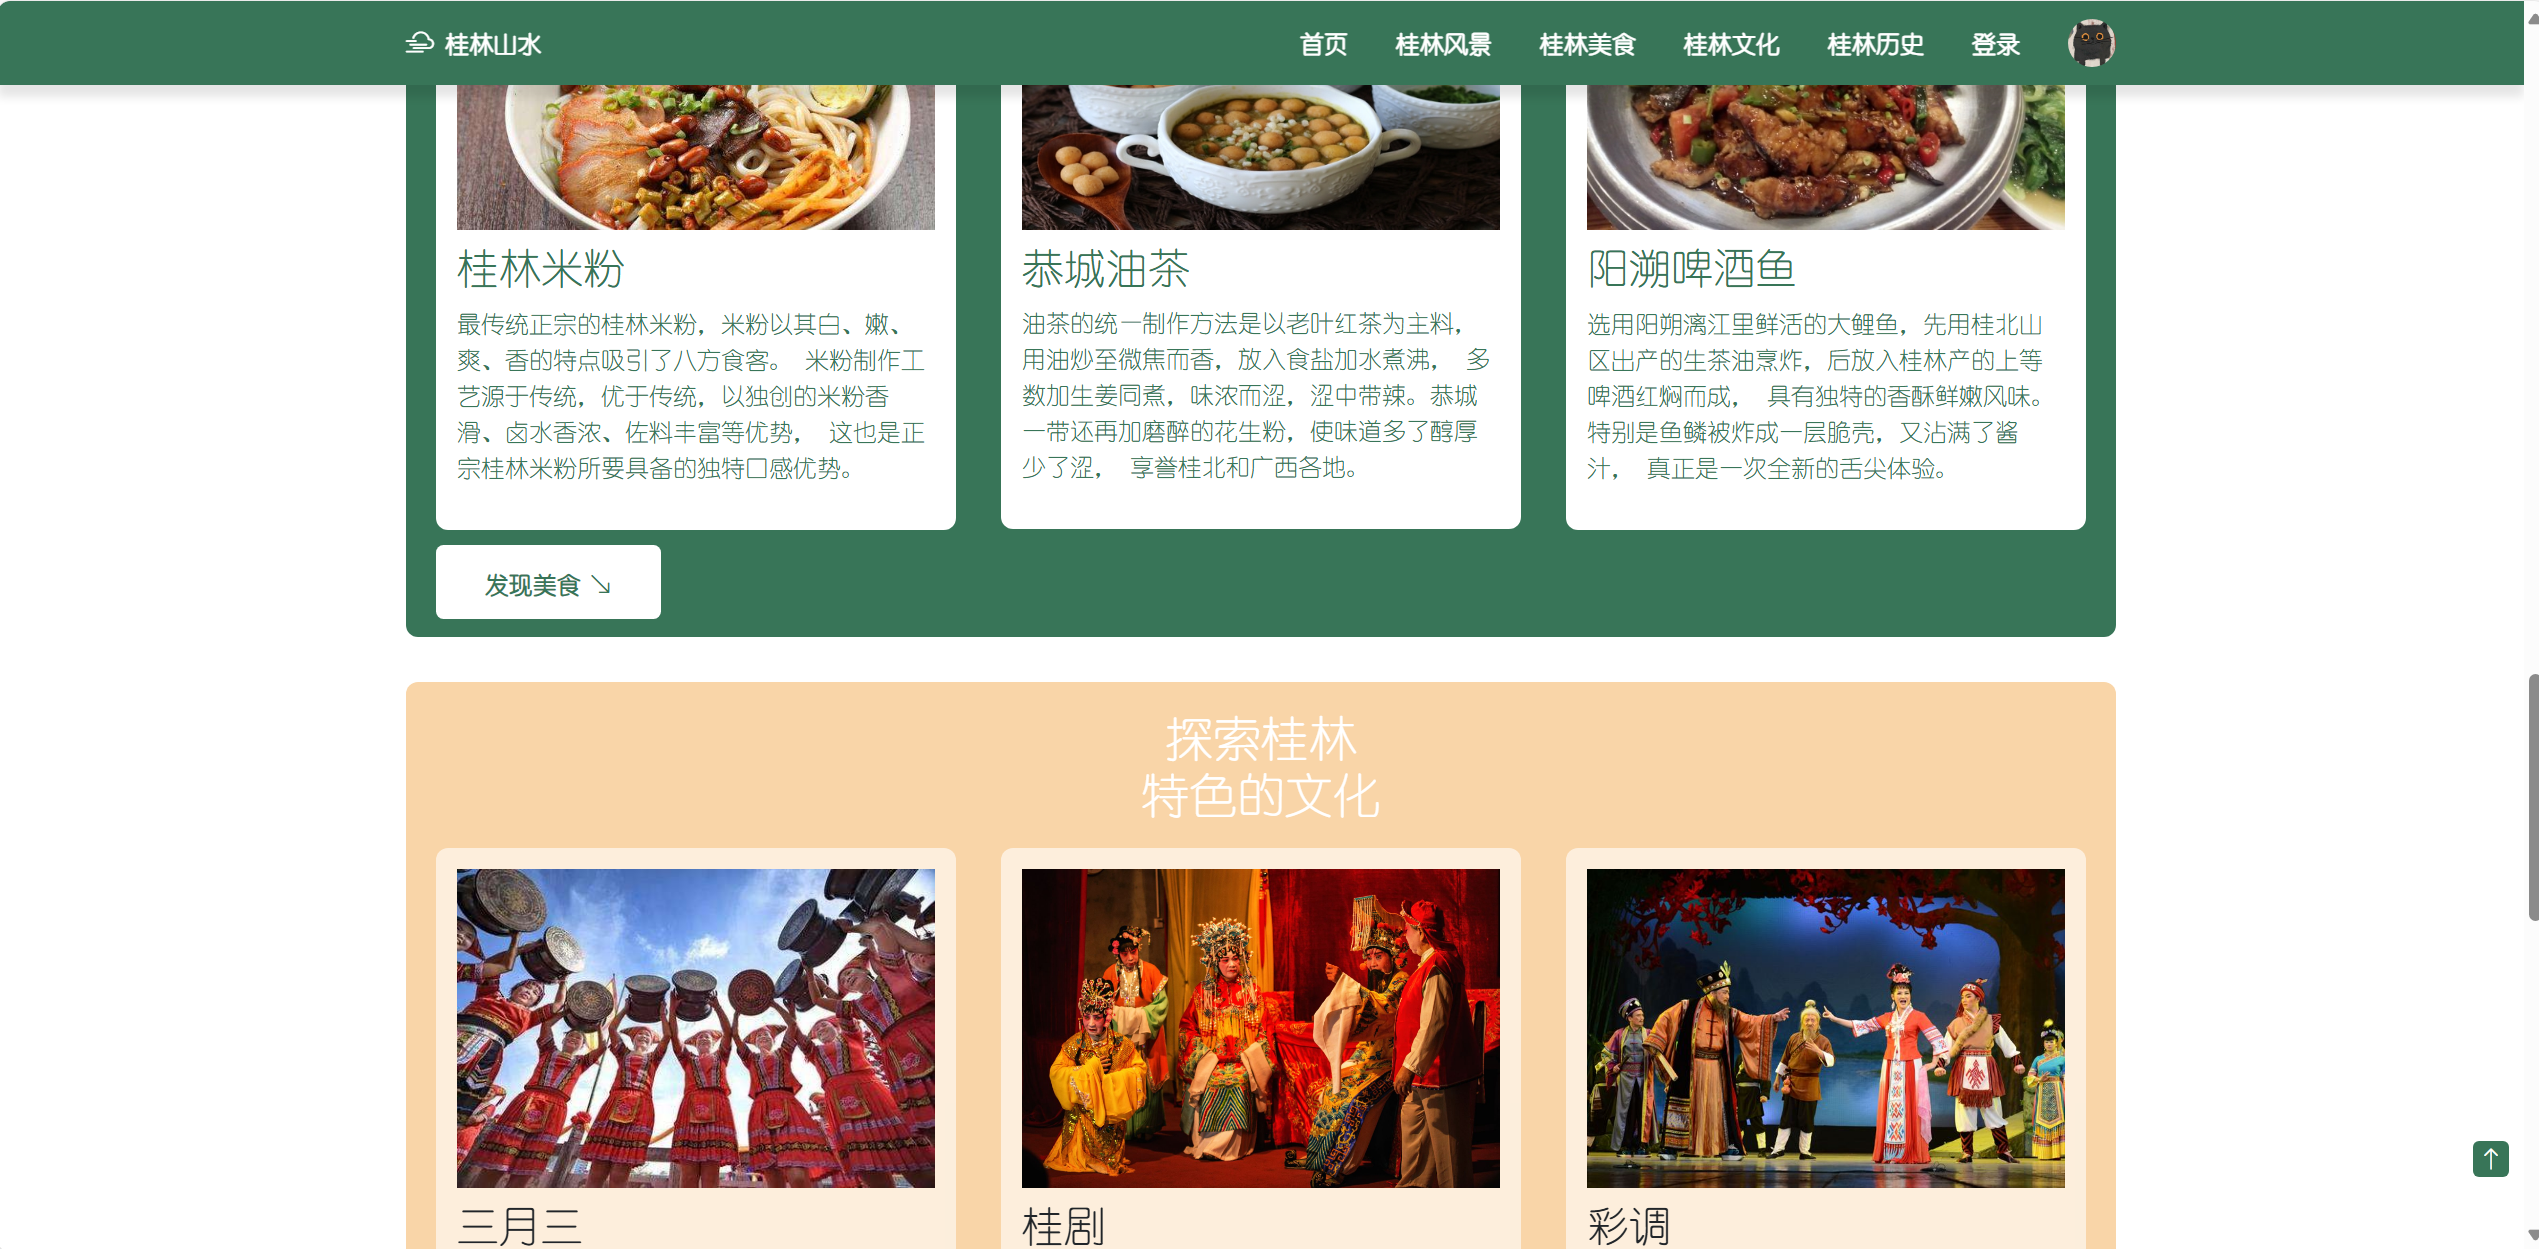 桂林山水
首页 桂林风景 桂林美食 桂林文化 桂林历史 登录
桂林米粉
最传统正宗的桂林米粉，米粉以其白、嫩、
爽、香的特点吸引了八方食客。 米粉制作工
艺源于传统，优于传统，以独创的米粉香
滑、卤水香浓、佐料丰富等优势， 这也是正
宗桂林米粉所要具备的独特口感优势。
恭城油茶
油茶的统一制作方法是以老叶红茶为主料，
用油炒至微焦而香，放入食盐加水煮沸， 多
数加生姜同煮，味浓而涩，涩中带辣。恭城
一带还再加磨醉的花生粉，使味道多了醇厚
少了涩， 享誉桂北和广西各地。
阳溯啤酒鱼
选用阳朔漓江里鲜活的大鲤鱼，先用桂北山
区出产的生茶油烹炸，后放入桂林产的上等
啤酒红焖而成， 具有独特的香酥鲜嫩风味。
特别是鱼鳞被炸成一层脆壳，又沾满了酱
汁， 真正是一次全新的舌尖体验。
发现美食
探索桂林
特色的文化
三月三
桂剧
彩调